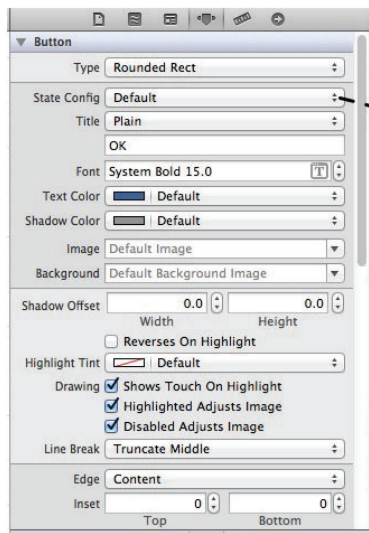 Button
Type Rounded Rect
State Config Default
Title Plain
OK
Font System Bold 15.0 T
Text Color Default
Shadow Color Default
Image Default Image
Background Default Background Image
Shadow Offset 0.0 0.0
Width Height
Reverses On Highlight
Highlight Tint Default
Drawing Shows Touch On Highlight
Highlighted Adjusts Image
Disabled Adjusts Image
Line Break Truncate Middle
Edge Content
Inset 0 0
Top Bottom